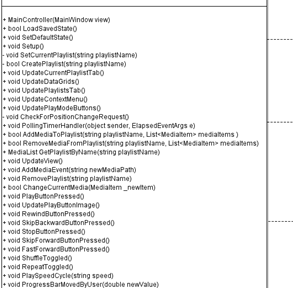 + MainController(MainWindow view)
+ bool LoadSavedState()
+ void SetDefaultState()
+ void Setup()
- void SetCurrentPlaylist(string playlistName)
- bool CreatePlaylist(string playlistName)
+ void UpdateCurrentPlaylistTab()
+ void UpdateDataGrids()
+ void UpdatePlaylistsTab()
+ void UpdateContextMenu()
+ void UpdatePlayModeButtons()
- void CheckForPositionChangeRequest()
+ void PollingTimerHandler(object sender, ElapsedEventArgs e)
+ bool AddMediaToPlaylist(string playlistName, List<MediaItem> mediaItems )
+ bool RemoveMediaFromPlaylist(string playlistName, List<MediaItem> mediaItems)
+ MediaList GetPlaylistByName(string playlistName)
+ void UpdateView()
+ void AddMediaEvent(string newMediaPath)
+ void RemovePlaylist(string playlistName)
+ bool ChangeCurrentMedia(MediaItem _newItem)
+ void PlayButtonPressed()
+ void UpdatePlayButtonImage()
+ void RewindButtonPressed()
+ void SkipBackwardButtonPressed()
+ void StopButtonPressed()
+ void SkipForwardButtonPressed()
+ void FastForwardButtonPressed()
+ void ShuffleToggled()
+ void RepeatToggled()
+ void PlaySpeedCycle(string speed)
+ void ProgressBarMovedByUser(double newValue)